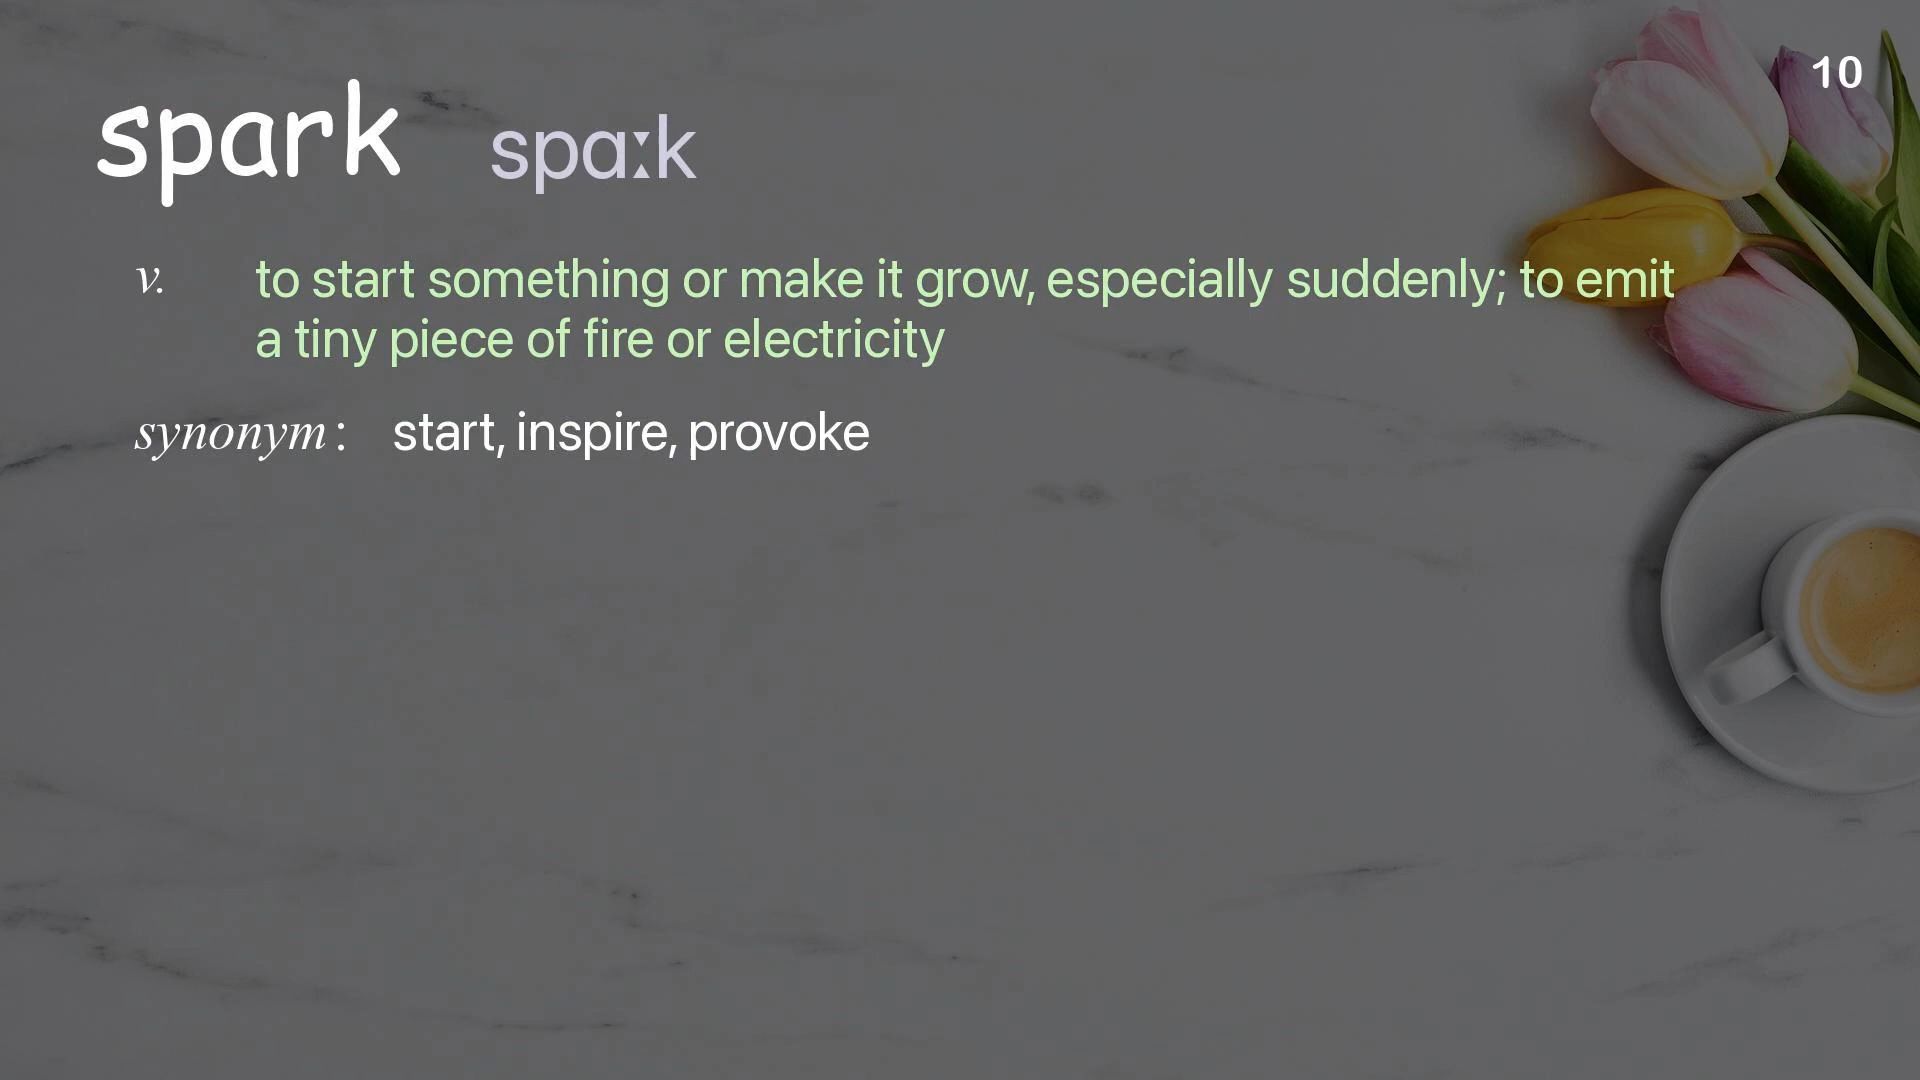 10
spark spɑːk
v. to start something or make it grow, especially suddenly; to emit
a tiny piece of fire or electricity
synonym : start, inspire, provoke